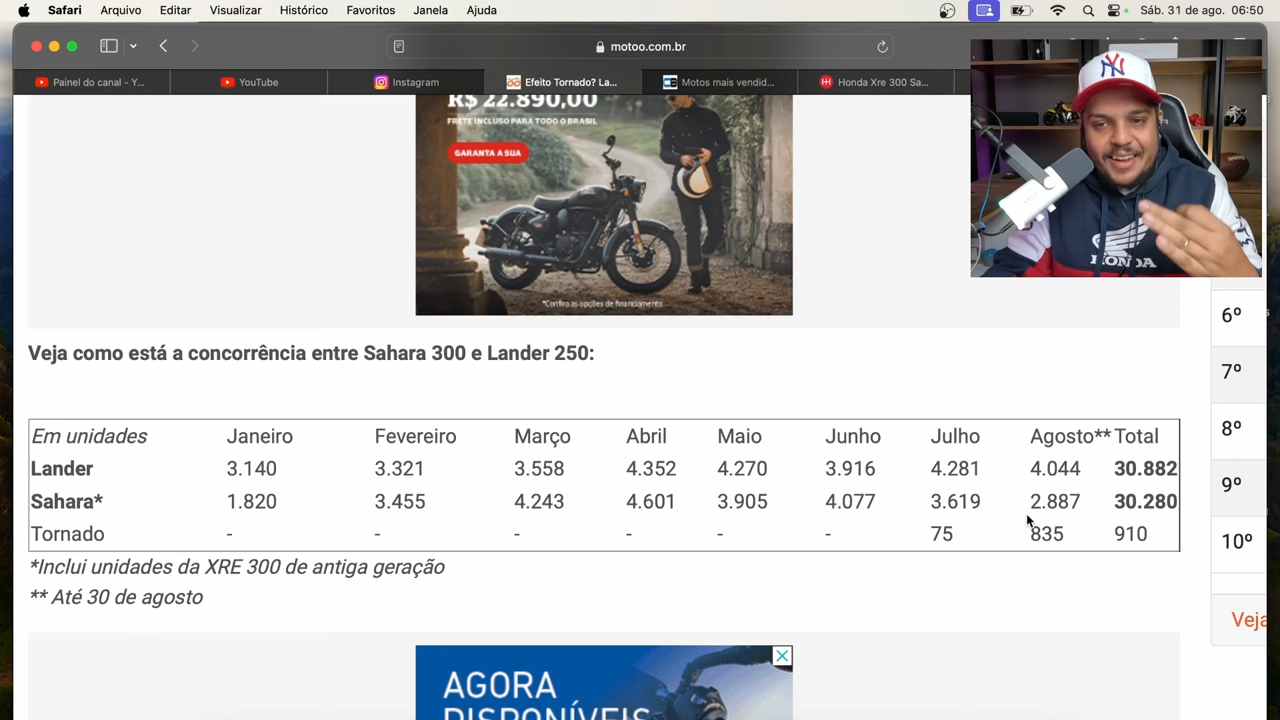 Safari Arquivo Editar Visualizar Histórico Favoritos Janela Ajuda Sáb. 31 de ago. 06:50
motoo.com.br
Painel do canal - Y... YouTube Instagram Efeito Tornado? La... Motos mais vendid... Honda Xre 300 Sa...
R$ 22.890,00
FRETE INCLUSO PARA TODO O BRASIL
GARANTA A SUA
*Confira as opções de financiamento
HONDA
Veja como está a concorrência entre Sahara 300 e Lander 250:
Em unidades Janeiro Fevereiro Março Abril Maio Junho Julho Agosto** Total
Lander 3.140 3.321 3.558 4.352 4.270 3.916 4.281 4.044 30.882
Sahara* 1.820 3.455 4.243 4.601 3.905 4.077 3.619 2.887 30.280
Tornado - - - - - - 75 835 910
*Inclui unidades da XRE 300 de antiga geração
** Até 30 de agosto
6º
7º
8º
9º
10º
Veja
AGORA
DISPONÍVEIS